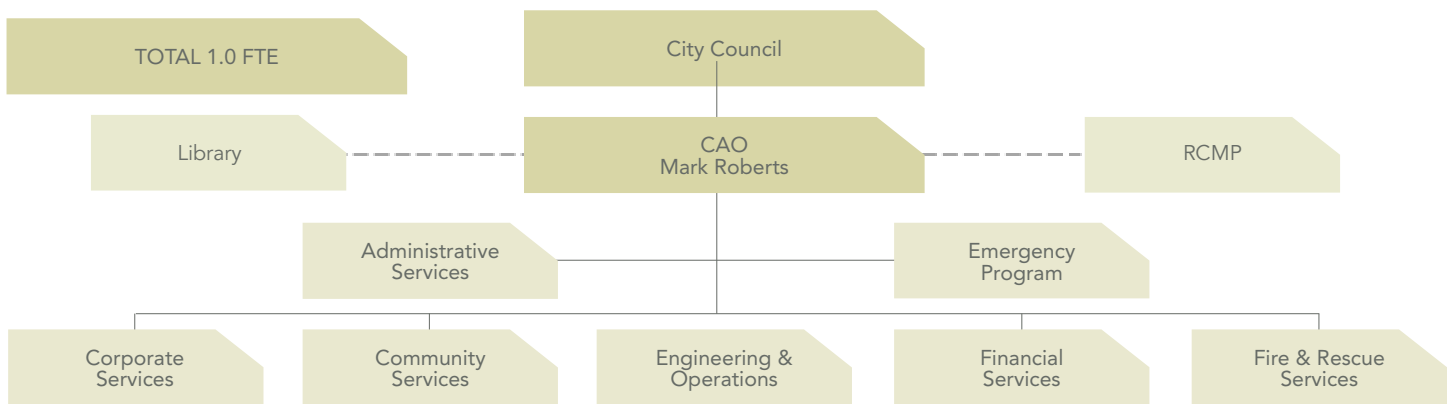 TOTAL 1.0 FTE
City Council
Library
CAO
Mark Roberts
RCMP
Administrative
Services
Emergency
Program
Corporate
Services
Community
Services
Engineering &
Operations
Financial
Services
Fire & Rescue
Services